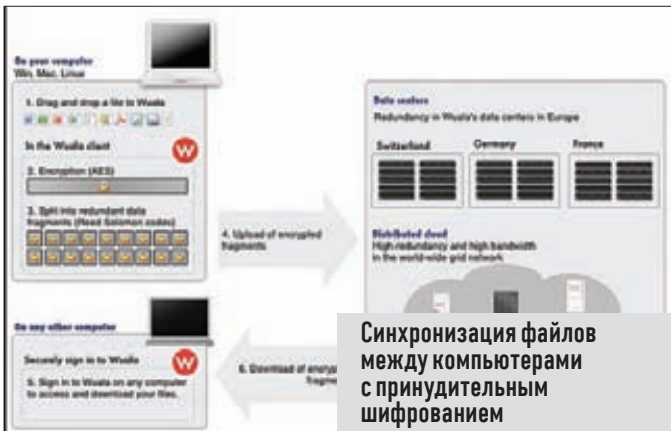 On your computer
Win, Mac, Linux
1. Drag and drop a file to Wuala
In the Wuala client
W
2. Encryption (AES)
3. Split into redundant data
fragments (Reed Solomon codes)
4. Upload of encrypted
fragments
Data centers
Redundancy in Wuala's data centers in Europe
Switzerland
Germany
France
Distributed cloud
High redundancy and high bandwidth
in the world-wide grid network
On any other computer
Securely sign in to Wuala
W
5. Sign in to Wuala on any computer
to access and download your files.
6. Download of encryp
fragmen
Синхронизация файлов
между компьютерами
с принудительным
шифрованием